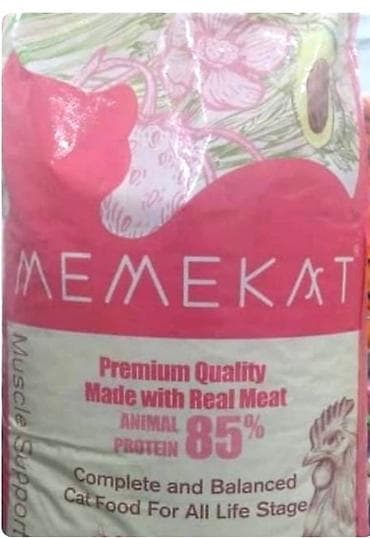 MEMEKAT
Premium Quality
Made with Real Meat
ANIMAL
PROTEIN
85%
Complete and Balanced
Cat Food For All Life Stage
Muscle Support